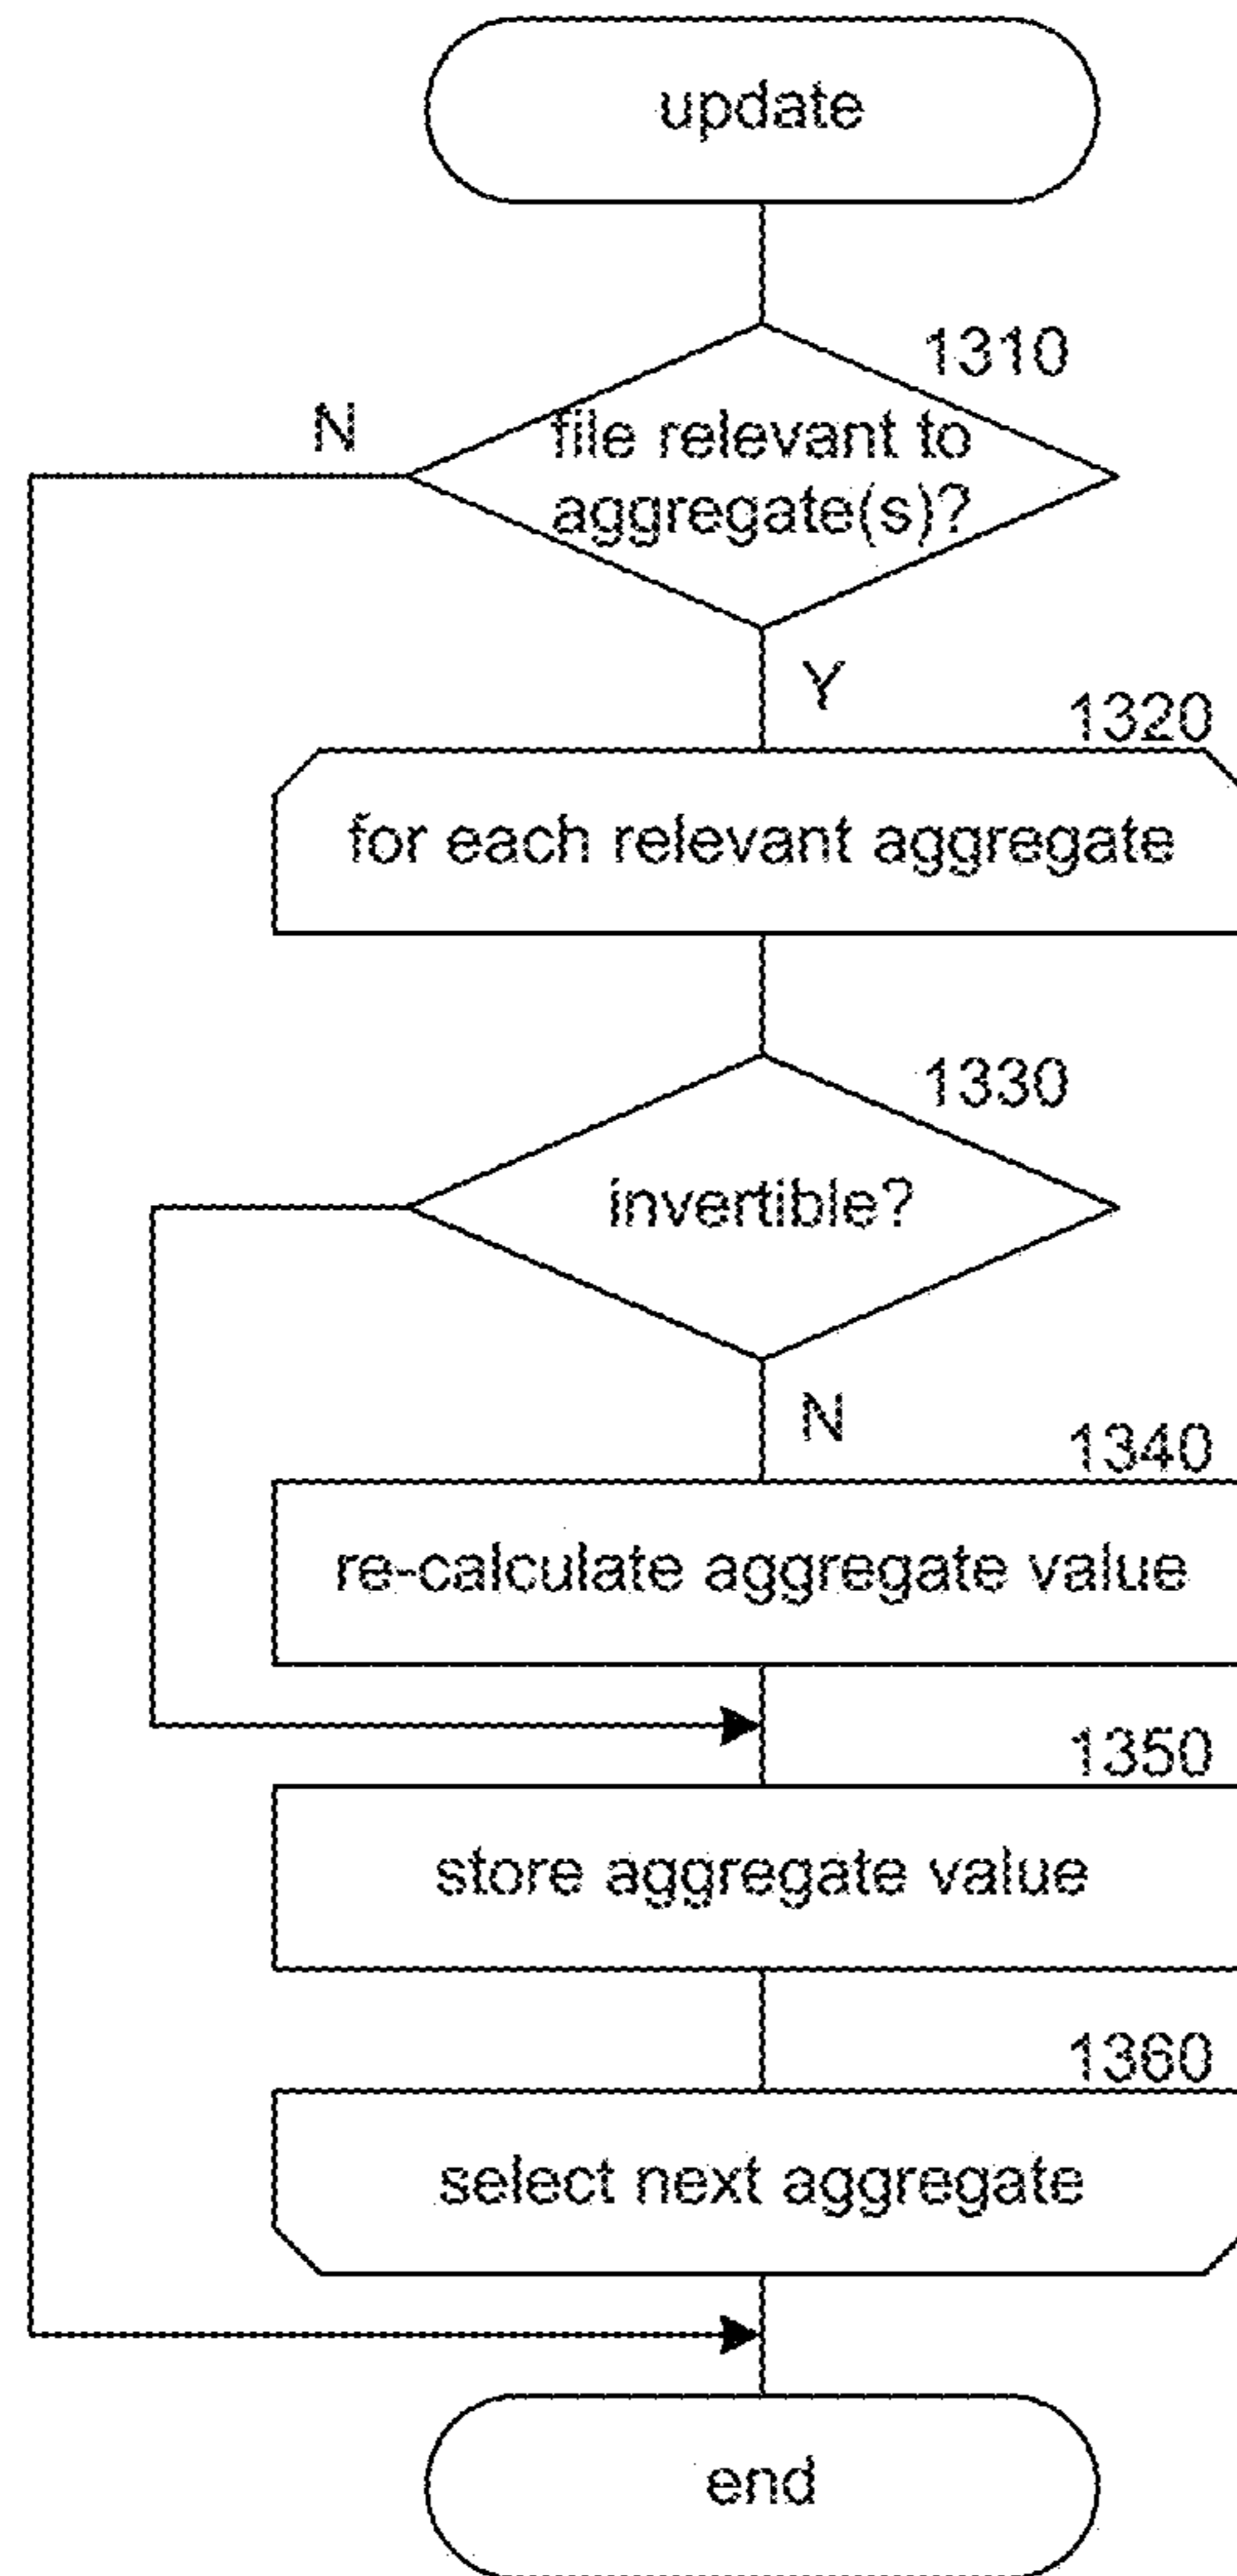 update
1310
N
file relevant to
aggregate(s)?
Y
1320
for each relevant aggregate
1330
invertible?
N
1340
re-calculate aggregate value
1350
store aggregate value
1360
select next aggregate
end